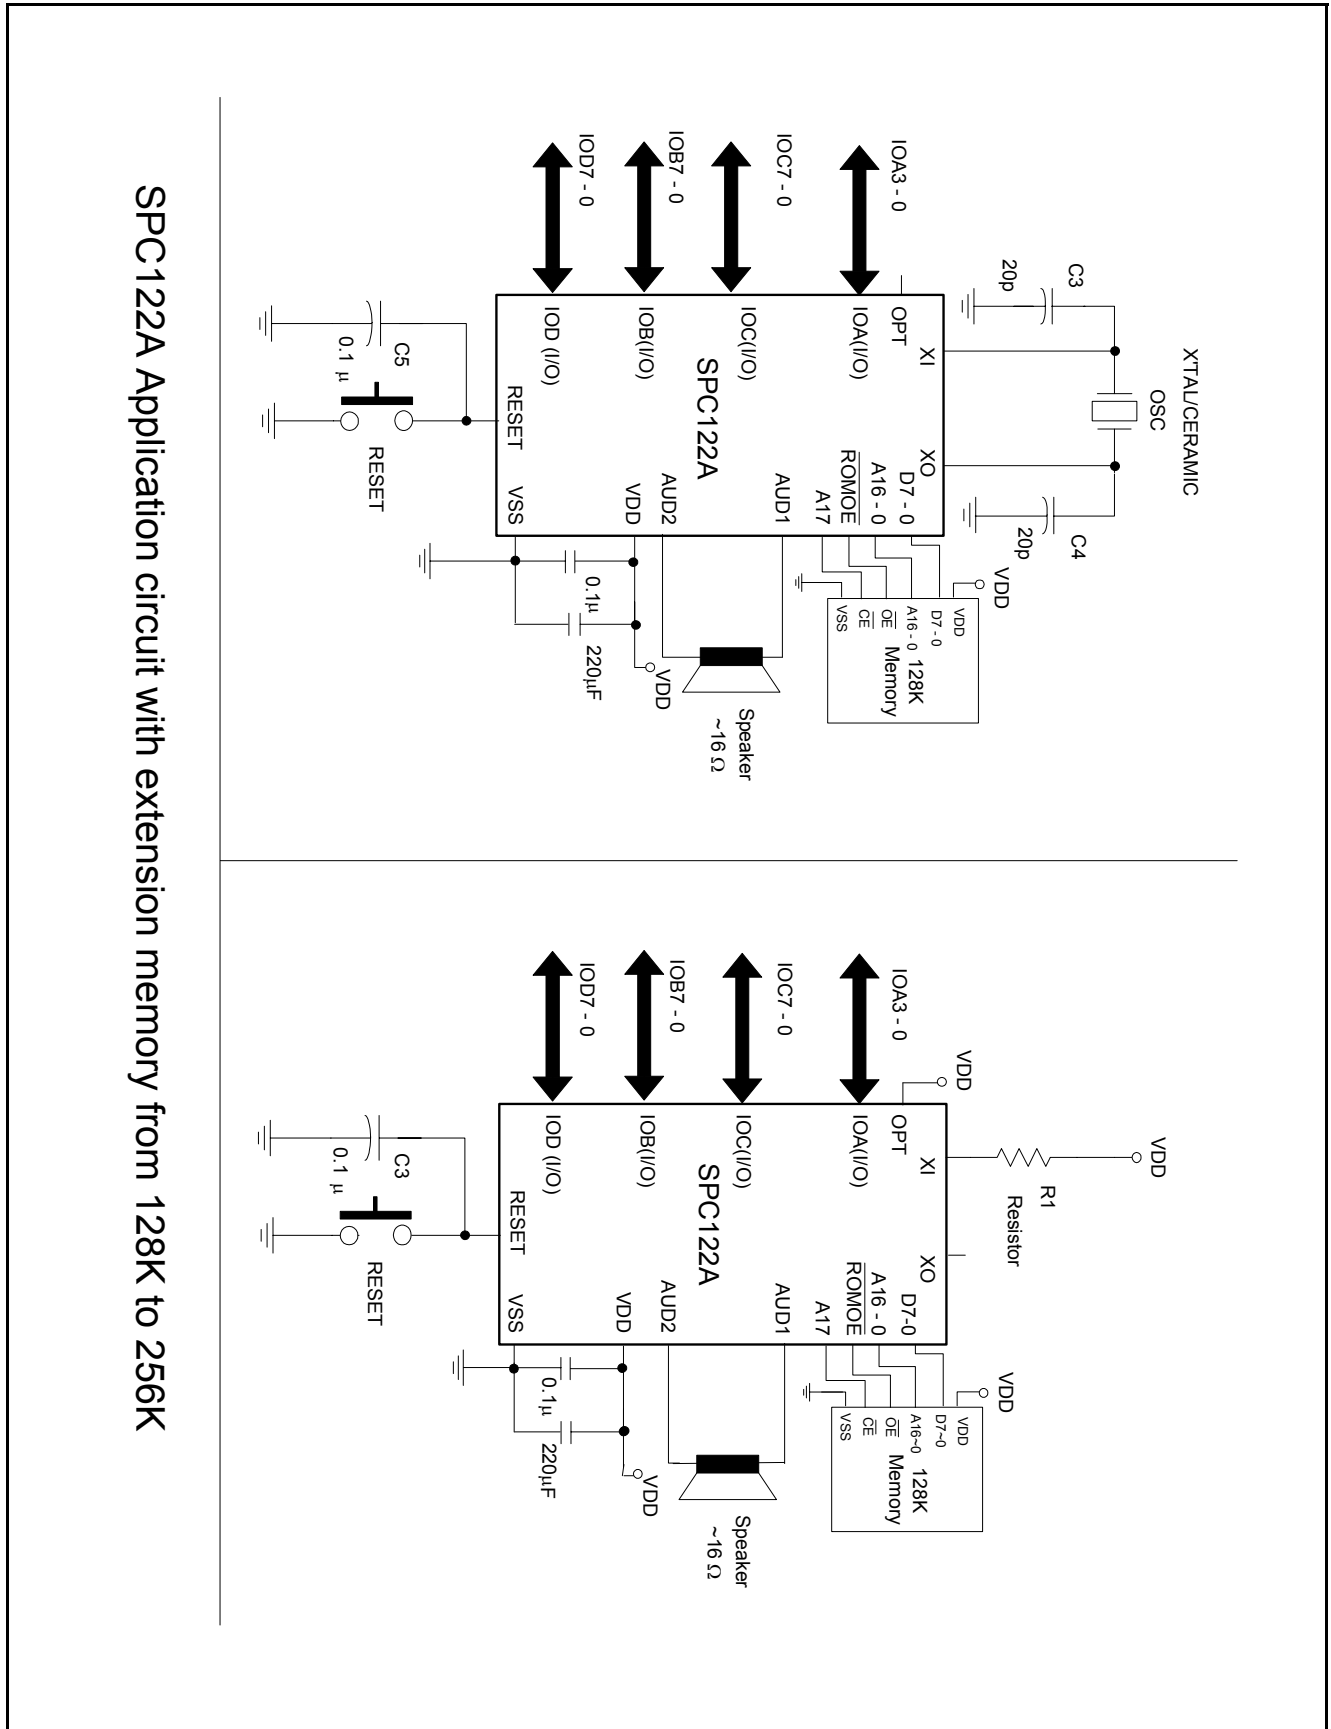 X'TAL/CERAMIC
OSC
C3
20p
C4
20p
XI
XO
OPT
IOA3 - 0
IOA(I/O)
IOC7 - 0
IOC(I/O)
IOB7 - 0
IOB(I/O)
IOD7 - 0
IOD (I/O)
SPC122A
D7 - 0
A16 - 0
ROMOE
A17
AUD1
AUD2
VDD
VSS
RESET
VDD
VDD
D7 - 0
A16 - 0
OE
CE
VSS
128K
Memory
Speaker
~16 Ω
VDD
0.1μ
220μF
C5
0.1 μ
RESET
VDD
R1
Resistor
VDD
XI
XO
OPT
IOA3 - 0
IOA(I/O)
IOC7 - 0
IOC(I/O)
IOB7 - 0
IOB(I/O)
IOD7 - 0
IOD (I/O)
SPC122A
D7-0
A16 - 0
ROMOE
A17
AUD1
AUD2
VDD
VSS
RESET
VDD
VDD
D7~0
A16~0
OE
CE
VSS
128K
Memory
Speaker
~16 Ω
VDD
0.1μ
220μF
C3
0.1 μ
RESET
SPC122A Application circuit with extension memory from 128K to 256K